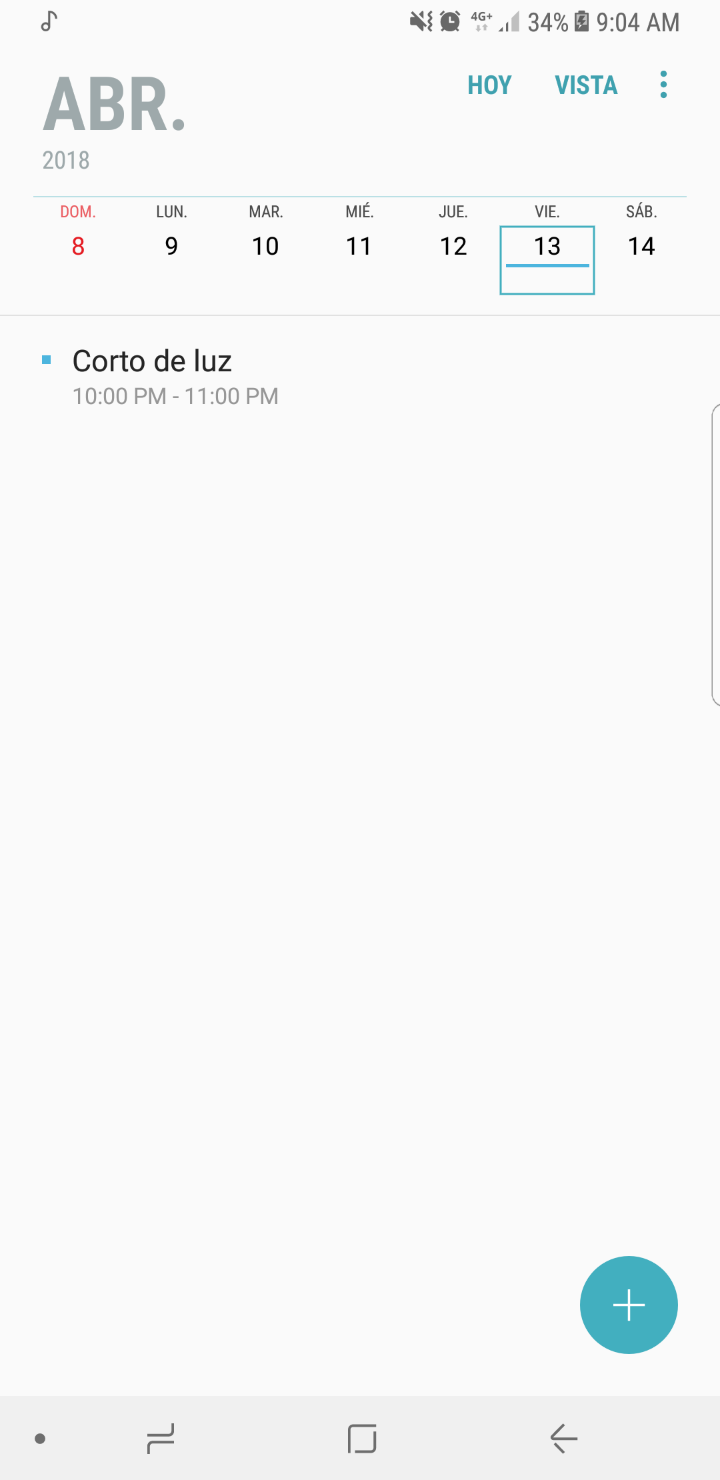 4G+ 34% 9:04 AM
ABR. HOY VISTA
2018
DOM. LUN. MAR. MIÉ. JUE. VIE. SÁB.
8 9 10 11 12 13 14
Corto de luz
10:00 PM - 11:00 PM